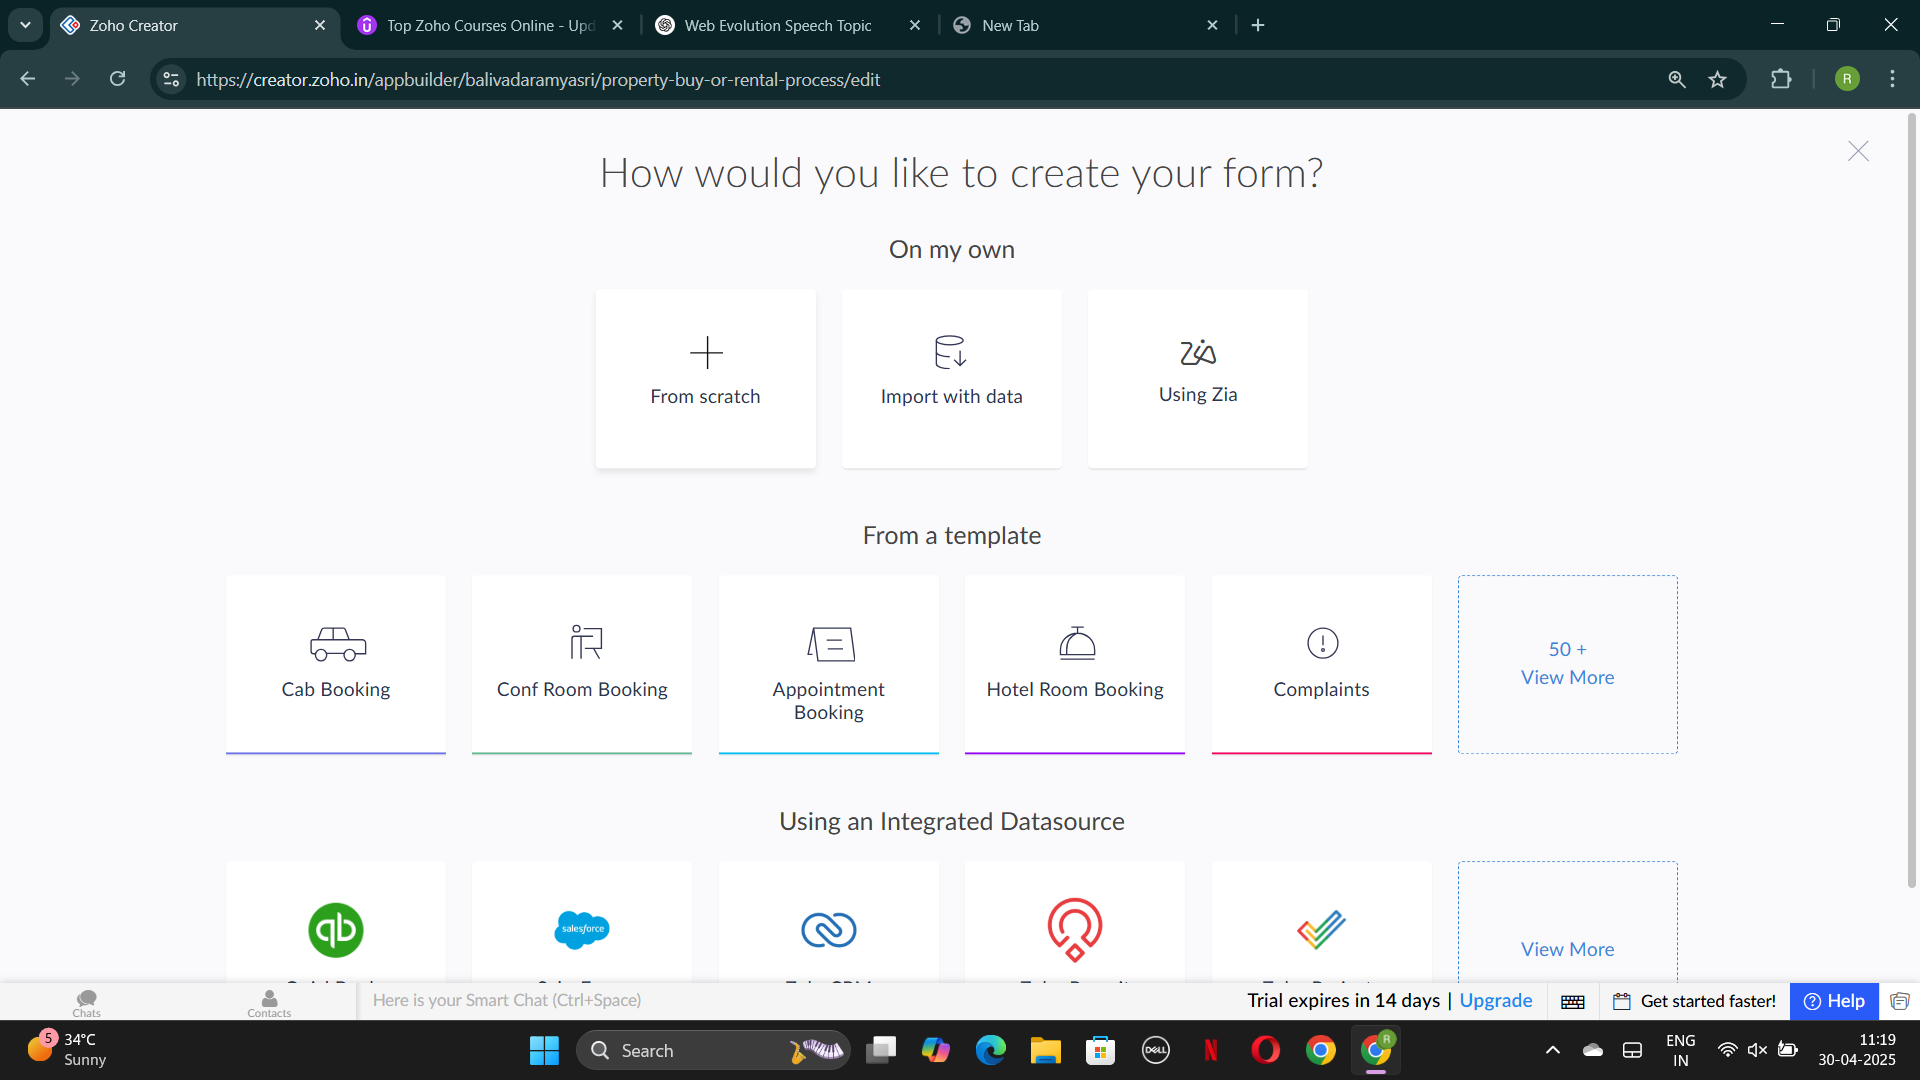 Zoho Creator
Top Zoho Courses Online - Upd
Web Evolution Speech Topic
New Tab
https://creator.zoho.in/appbuilder/balivadaramyasri/property-buy-or-rental-process/edit
R
How would you like to create your form?
On my own
From scratch
Import with data
Zia
Using Zia
From a template
Cab Booking
Conf Room Booking
Appointment
Booking
Hotel Room Booking
Complaints
50 +
View More
Using an Integrated Datasource
qb
salesforce
View More
Chats
Contacts
Here is your Smart Chat (Ctrl+Space)
Trial expires in 14 days | Upgrade
Get started faster!
Help
5
34°C
Sunny
Search
DELL
N
R
ENG
IN
11:19
30-04-2025